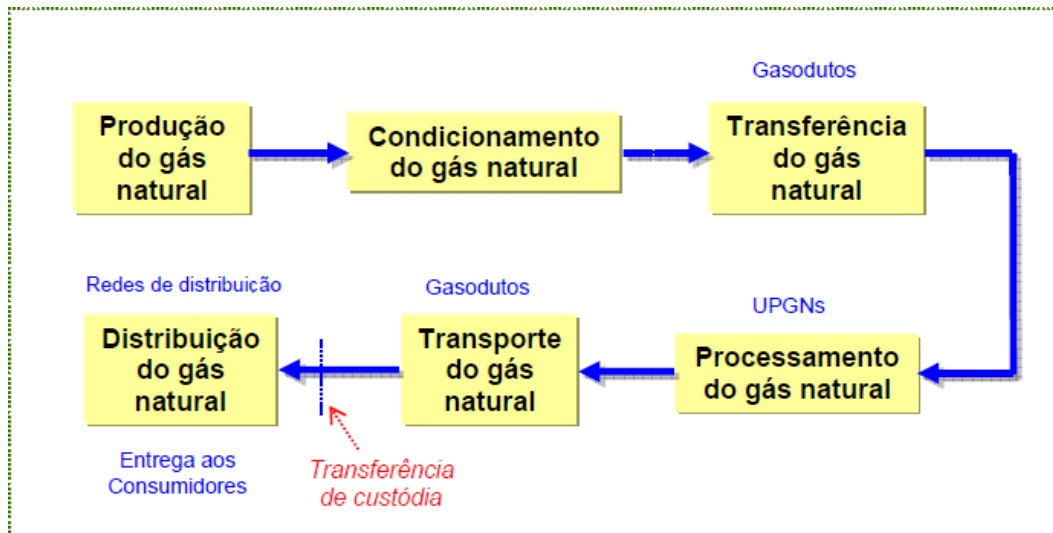 Gasodutos
Produção
do gás
natural
Condicionamento
do gás natural
Transferência
do gás
natural
Redes de distribuição
Gasodutos
UPGNs
Distribuição
do gás
natural
Transporte
do gás
natural
Processamento
do gás natural
Entrega aos
Consumidores
Transferência
de custódia